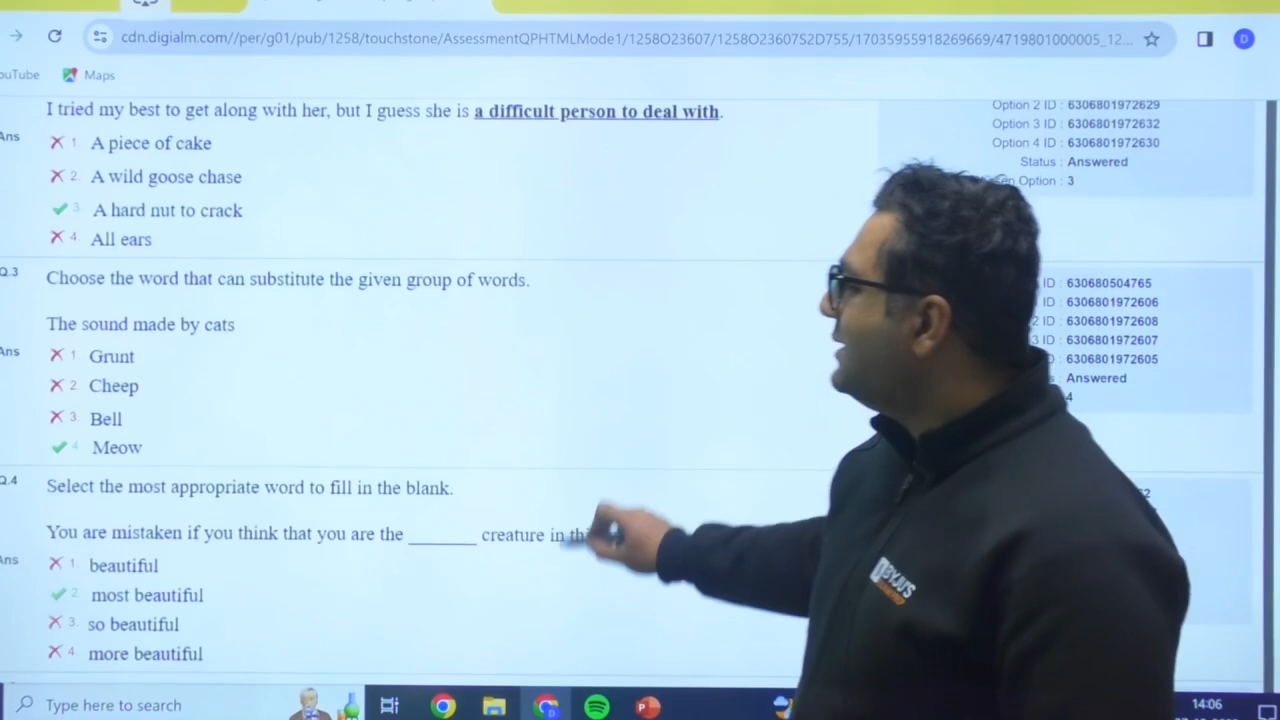 cdn.digialm.com//per/g01/pub/1258/touchstone/AssessmentQPHTMLMode1/1258O23607/1258O23607S2D755/17035955918269669/4719801000005_12...
D
ouTube
Maps
I tried my best to get along with her, but I guess she is a difficult person to deal with.
Ans
1. A piece of cake
2. A wild goose chase
3. A hard nut to crack
4. All ears
Option 2 ID : 6306801972629
Option 3 ID : 6306801972632
Option 4 ID : 6306801972630
Status : Answered
Option : 3
Q.3
Choose the word that can substitute the given group of words.
The sound made by cats
Ans
1. Grunt
2. Cheep
3. Bell
4. Meow
ID : 630680504765
ID : 6306801972606
2 ID : 6306801972608
3 ID : 6306801972607
: 6306801972605
: Answered
4
Q.4
Select the most appropriate word to fill in the blank.
You are mistaken if you think that you are the _______ creature in
Ans
1. beautiful
2. most beautiful
3. so beautiful
4. more beautiful
BYJU'S
Type here to search
D
P
14:06